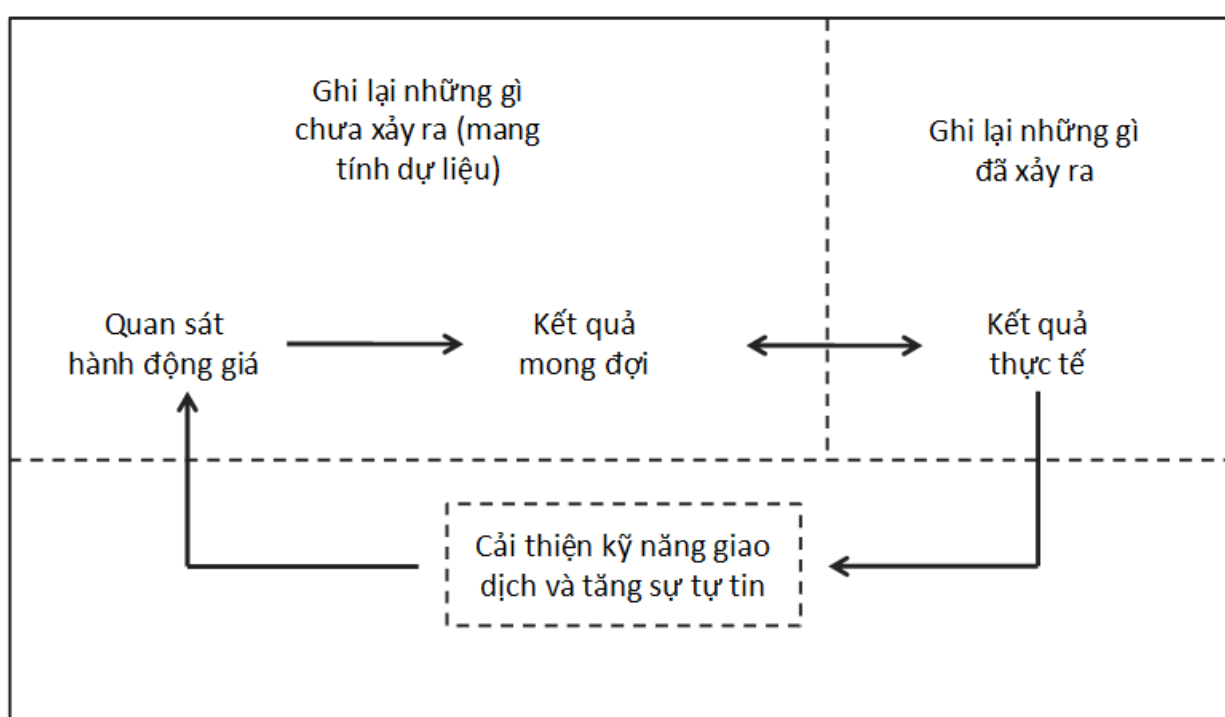 Ghi lại những gì
chưa xảy ra (mang
tính dự liệu)
Ghi lại những gì
đã xảy ra
Quan sát
hành động giá
Kết quả
mong đợi
Kết quả
thực tế
Cải thiện kỹ năng giao
dịch và tăng sự tự tin